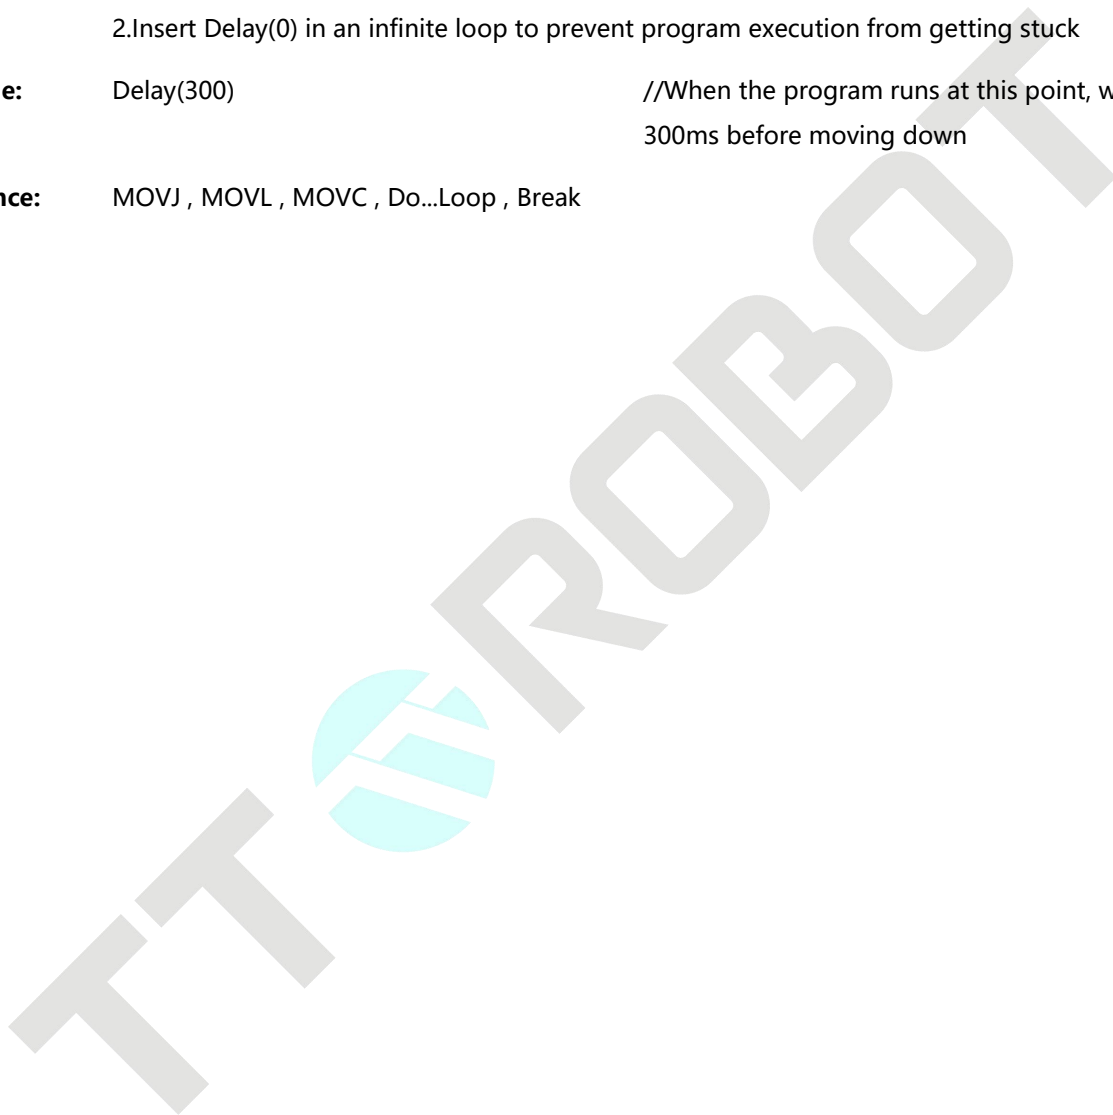 2.Insert Delay(0) in an infinite loop to prevent program execution from getting stuck
e: Delay(300) //When the program runs at this point, w
300ms before moving down
nce: MOVJ , MOVL , MOVC , Do...Loop , Break
TTROBOT